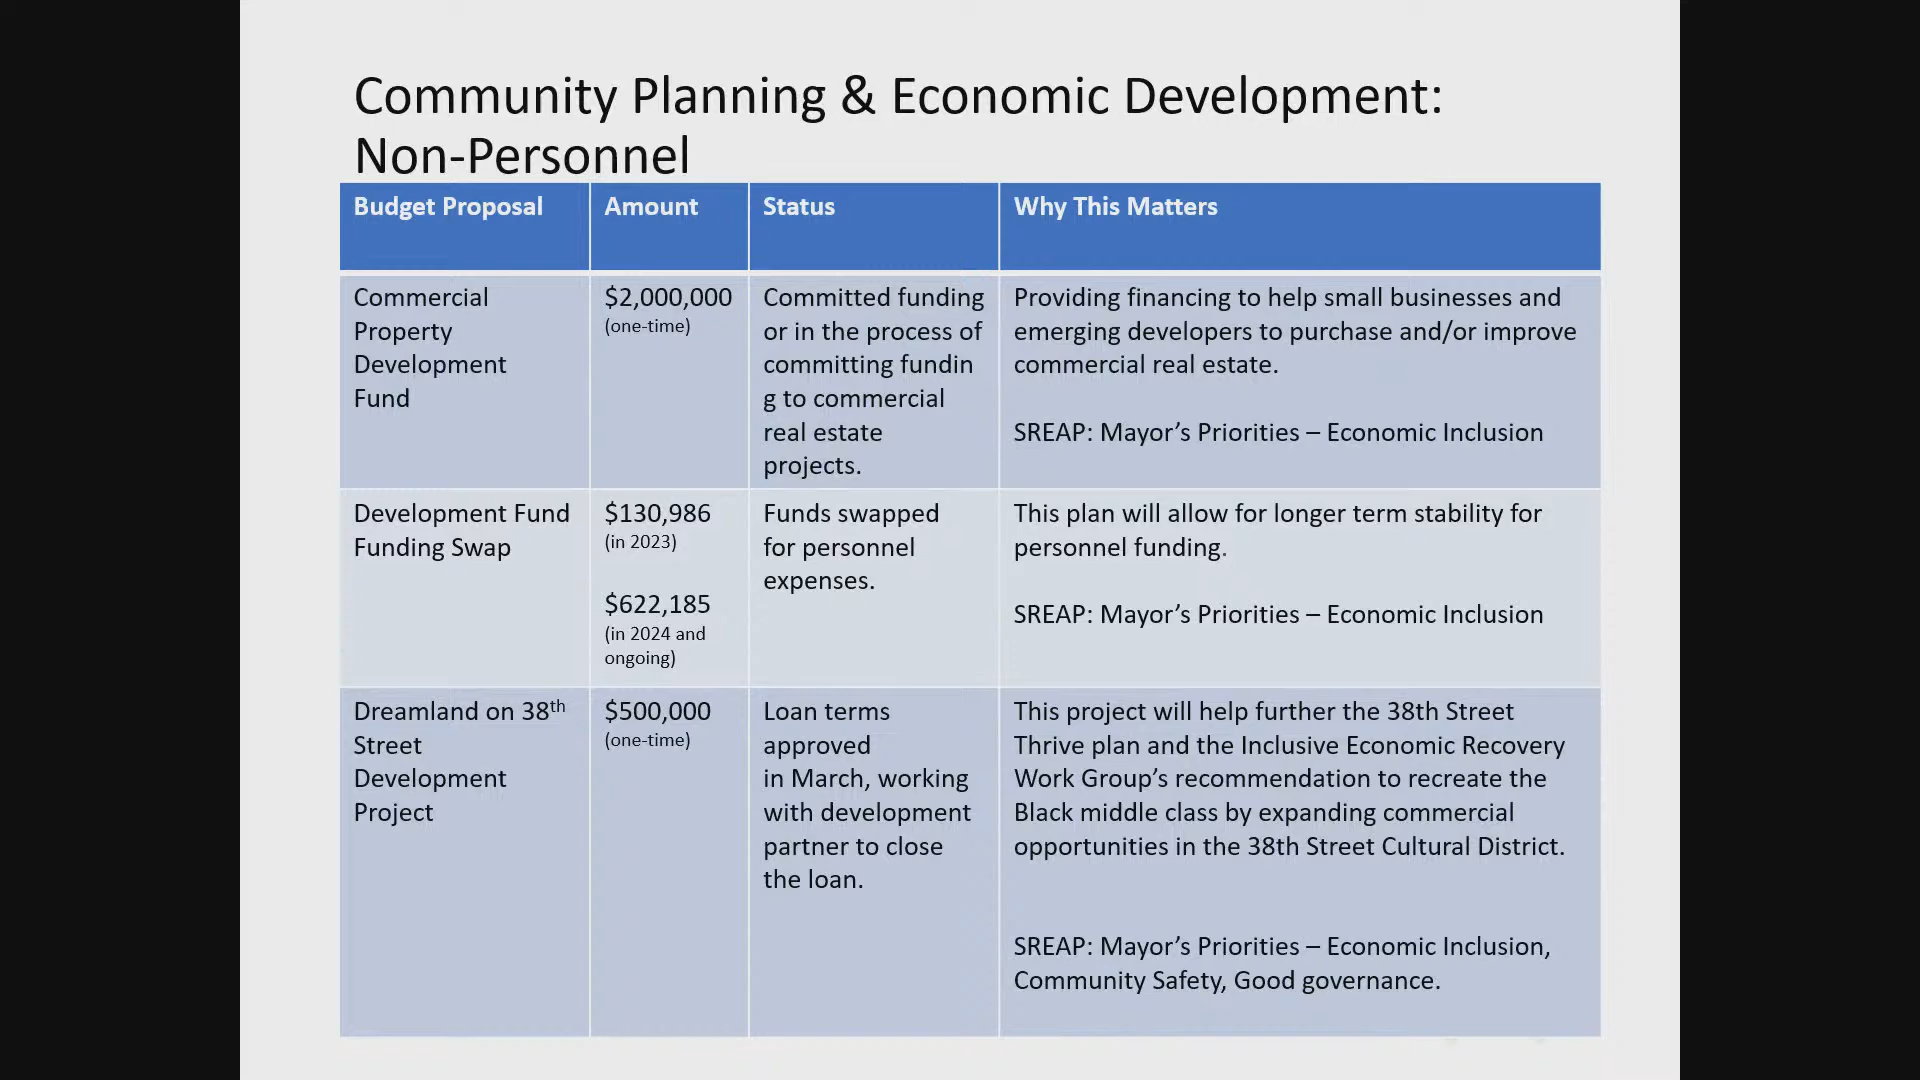 Community Planning & Economic Development:
Non-Personnel
Budget Proposal
Amount
Status
Why This Matters
Commercial
Property
Development
Fund
$2,000,000
(one-time)
Committed funding
or in the process of
committing fundin
g to commercial
real estate
projects.
Providing financing to help small businesses and
emerging developers to purchase and/or improve
commercial real estate.
SREAP: Mayor’s Priorities – Economic Inclusion
Development Fund
Funding Swap
$130,986
(in 2023)
$622,185
(in 2024 and
ongoing)
Funds swapped
for personnel
expenses.
This plan will allow for longer term stability for
personnel funding.
SREAP: Mayor’s Priorities – Economic Inclusion
Dreamland on 38th
Street
Development
Project
$500,000
(one-time)
Loan terms
approved
in March, working
with development
partner to close
the loan.
This project will help further the 38th Street
Thrive plan and the Inclusive Economic Recovery
Work Group’s recommendation to recreate the
Black middle class by expanding commercial
opportunities in the 38th Street Cultural District.
SREAP: Mayor’s Priorities – Economic Inclusion,
Community Safety, Good governance.